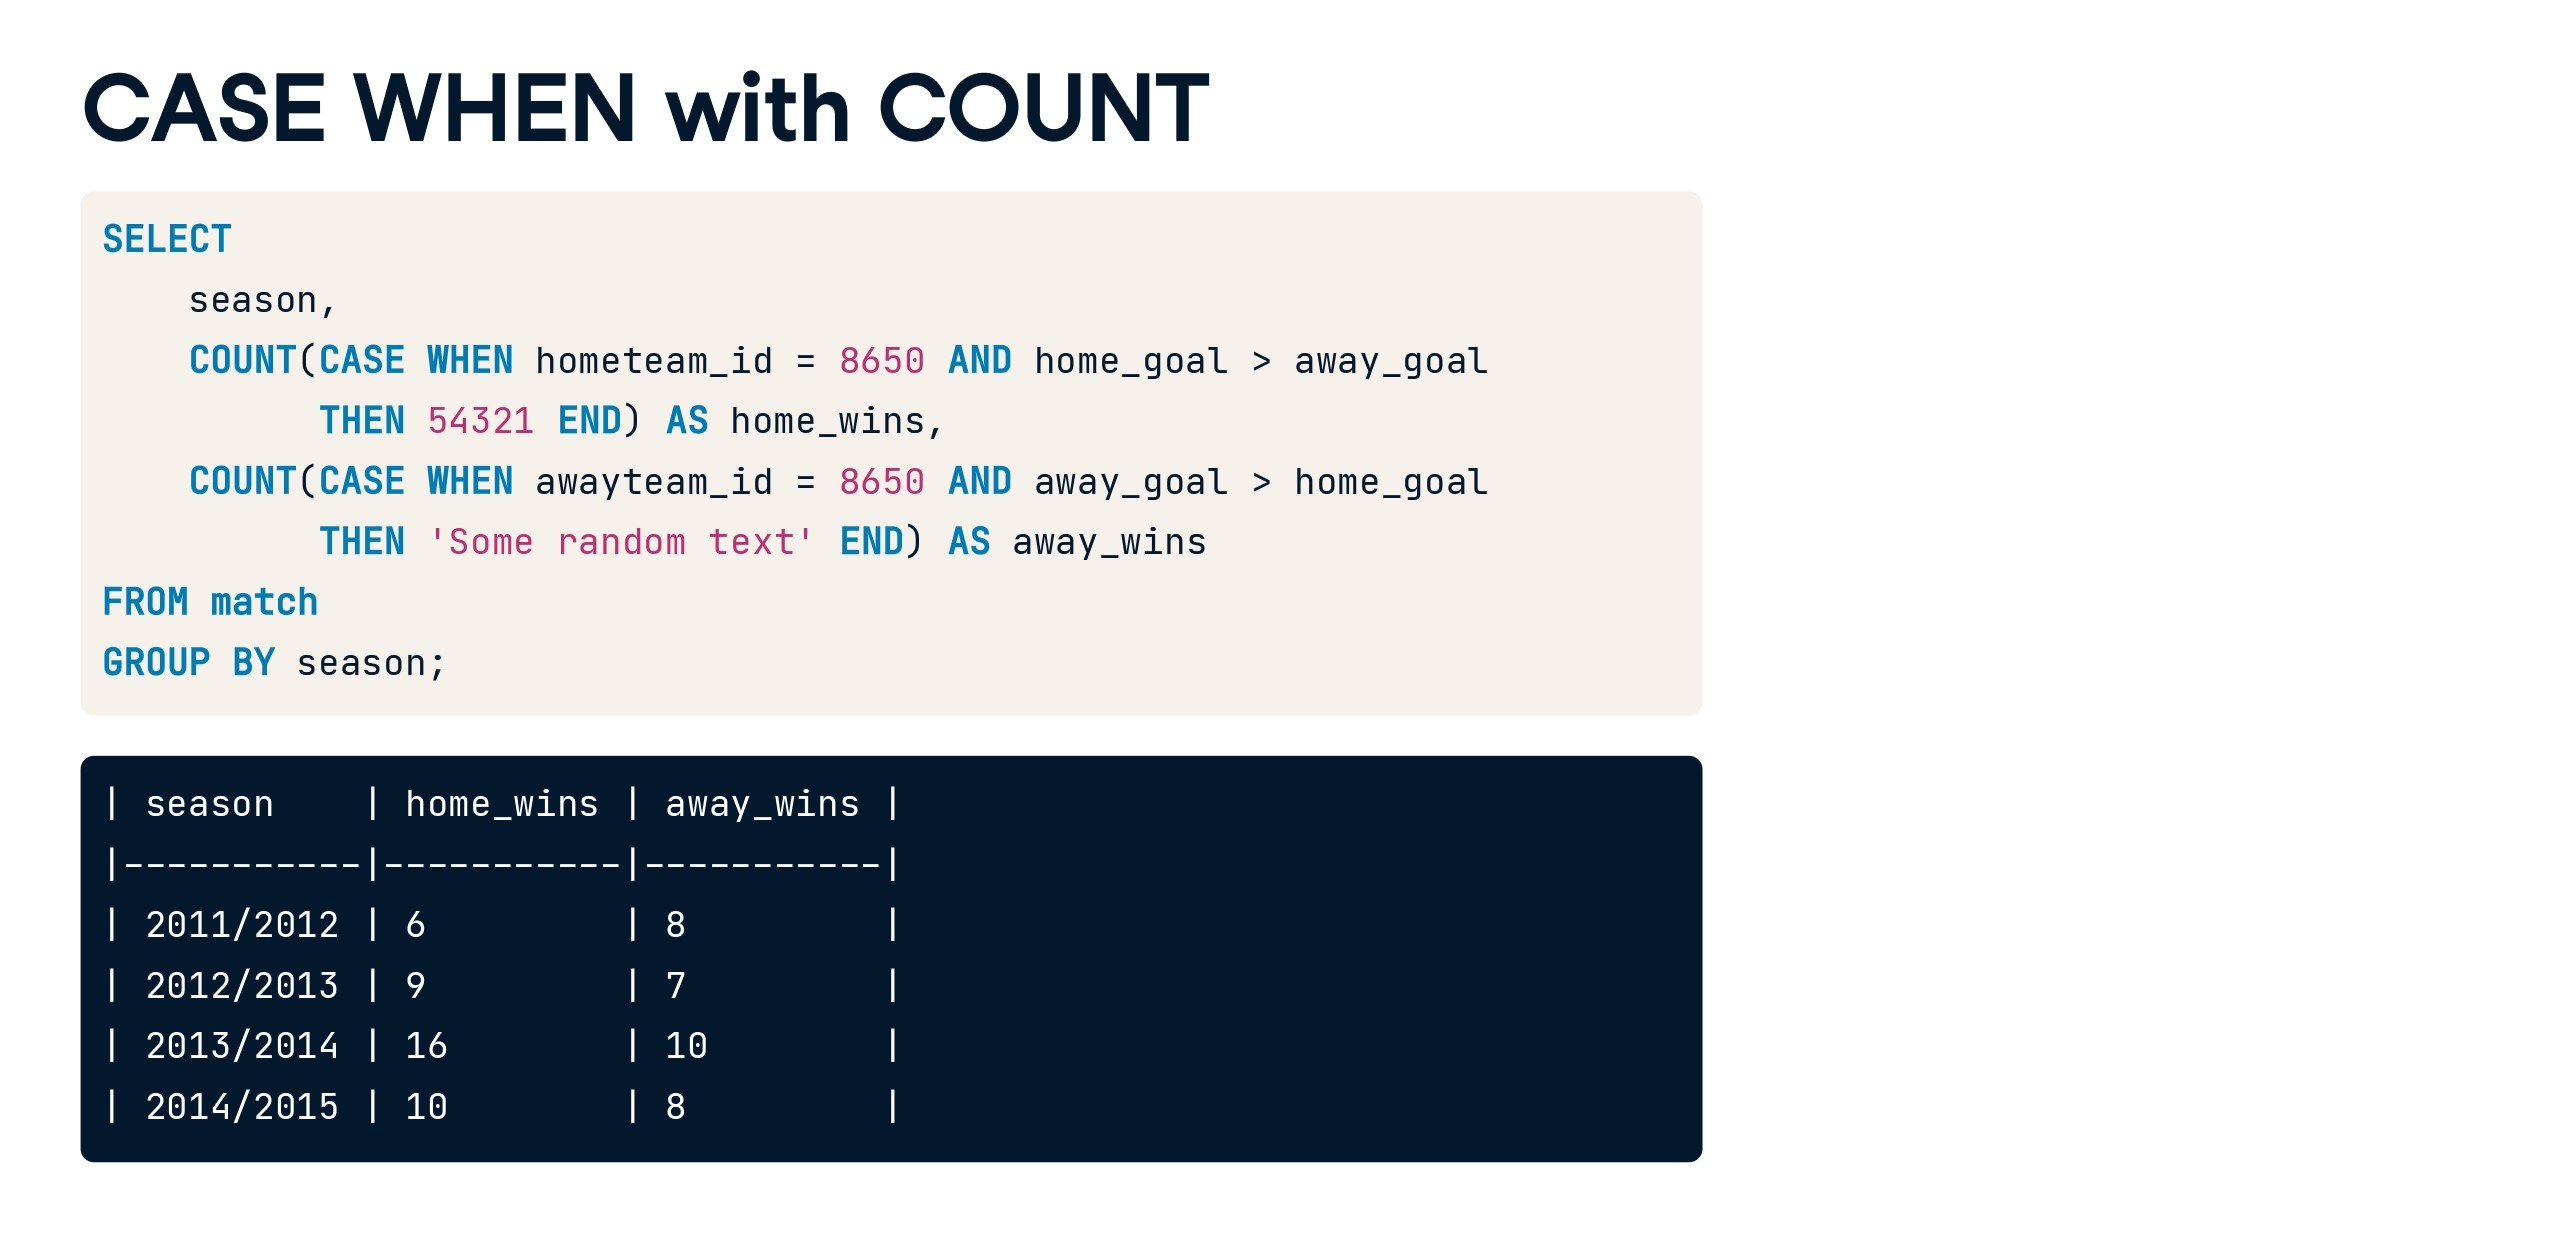 CASE WHEN with COUNT
SELECT
    season,
    COUNT(CASE WHEN hometeam_id = 8650 AND home_goal > away_goal
          THEN 54321 END) AS home_wins,
    COUNT(CASE WHEN awayteam_id = 8650 AND away_goal > home_goal
          THEN 'Some random text' END) AS away_wins
FROM match
GROUP BY season;
| season    | home_wins | away_wins |
|-----------|-----------|-----------|
| 2011/2012 | 6         | 8         |
| 2012/2013 | 9         | 7         |
| 2013/2014 | 16        | 10        |
| 2014/2015 | 10        | 8         |